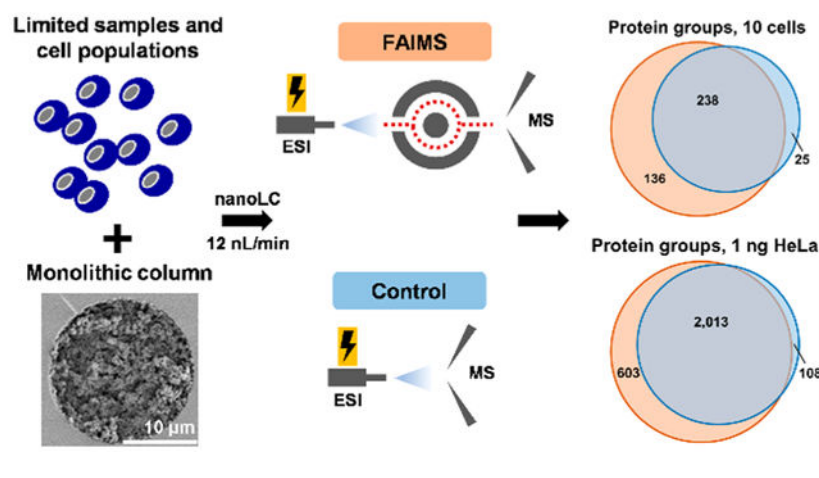 Limited samples and
cell populations
+
Monolithic column
10 µm
nanoLC
12 nL/min
FAIMS
ESI
MS
Control
ESI
MS
Protein groups, 10 cells
238
136
25
Protein groups, 1 ng HeLa
2,013
603
108